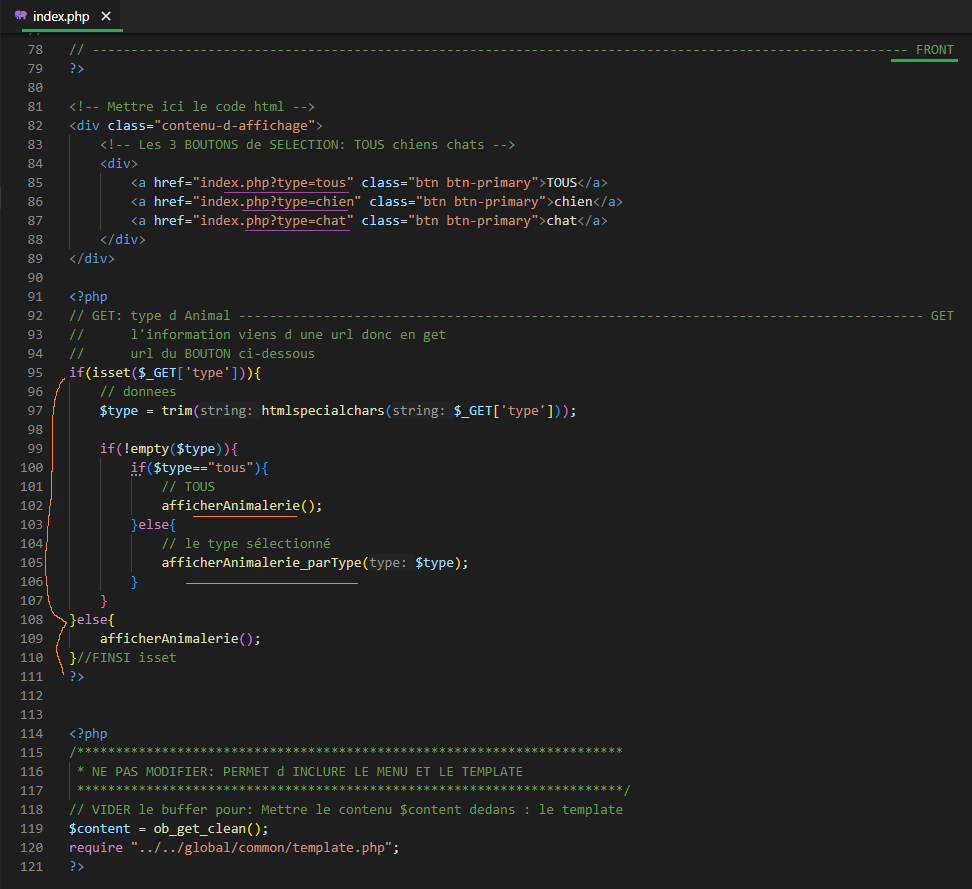 index.php ×
78 // ---------------------------------------------------------------------------------------------------------- FRONT
79 ?>
80
81 <!-- Mettre ici le code html -->
82 <div class="contenu-d-affichage">
83     <!-- Les 3 BOUTONS de SELECTION: TOUS chiens chats -->
84     <div>
85         <a href="index.php?type=tous" class="btn btn-primary">TOUS</a>
86         <a href="index.php?type=chien" class="btn btn-primary">chien</a>
87         <a href="index.php?type=chat" class="btn btn-primary">chat</a>
88     </div>
89 </div>
90
91 <?php
92 // GET: type d Animal ----------------------------------------------------------------------------------------- GET
93 //      l'information viens d une url donc en get
94 //      url du BOUTON ci-dessous
95 if(isset($_GET['type'])){
96     // donnees
97     $type = trim(string: htmlspecialchars(string: $_GET['type']));
98
99     if(!empty($type)){
100         if($type=="tous"){
101             // TOUS
102             afficherAnimalerie();
103         }else{
104             // le type sélectionné
105             afficherAnimalerie_parType(type: $type);
106         }
107     }
108 }else{
109     afficherAnimalerie();
110 }//FINSI isset
111 ?>
112
113
114 <?php
115 /***********************************************************************
116  * NE PAS MODIFIER: PERMET d INCLURE LE MENU ET LE TEMPLATE
117  ***********************************************************************/
118 // VIDER le buffer pour: Mettre le contenu $content dedans : le template
119 $content = ob_get_clean();
120 require "../../global/common/template.php";
121 ?>